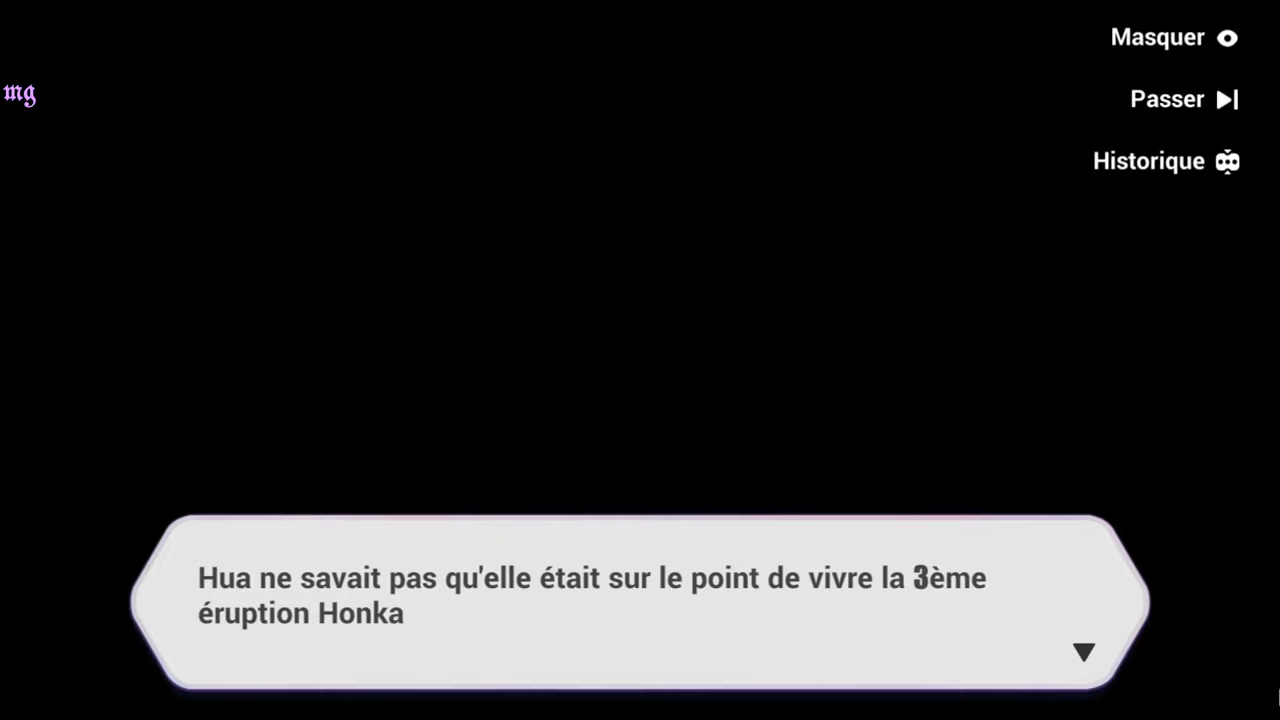 Masquer
mg
Passer
Historique
Hua ne savait pas qu'elle était sur le point de vivre la 3ème
éruption Honka